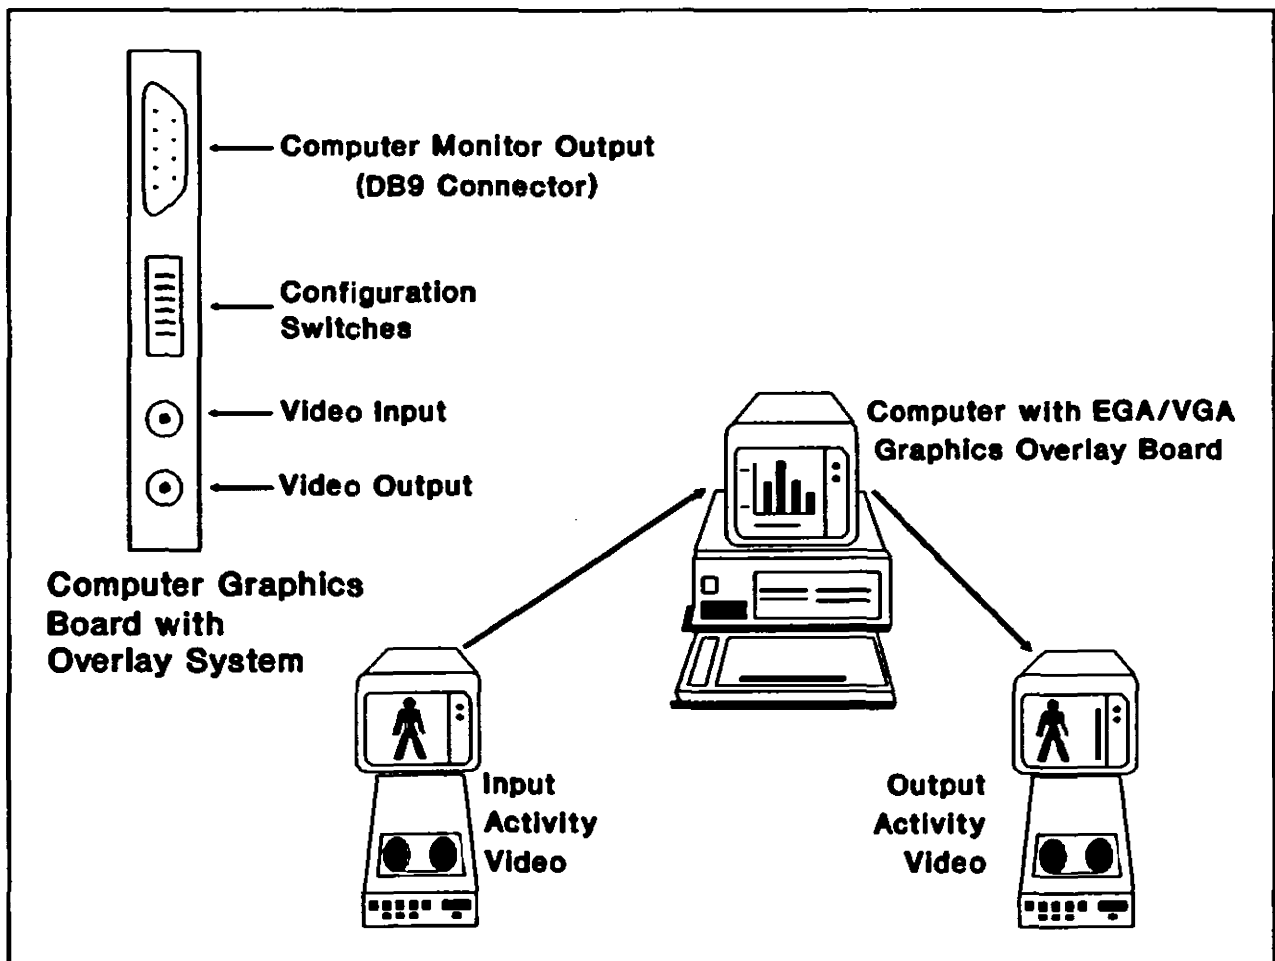 Computer Monitor Output
(DB9 Connector)
Configuration
Switches
Video Input
Video Output
Computer Graphics
Board with
Overlay System
Computer with EGA/VGA
Graphics Overlay Board
Input
Activity
Video
Output
Activity
Video